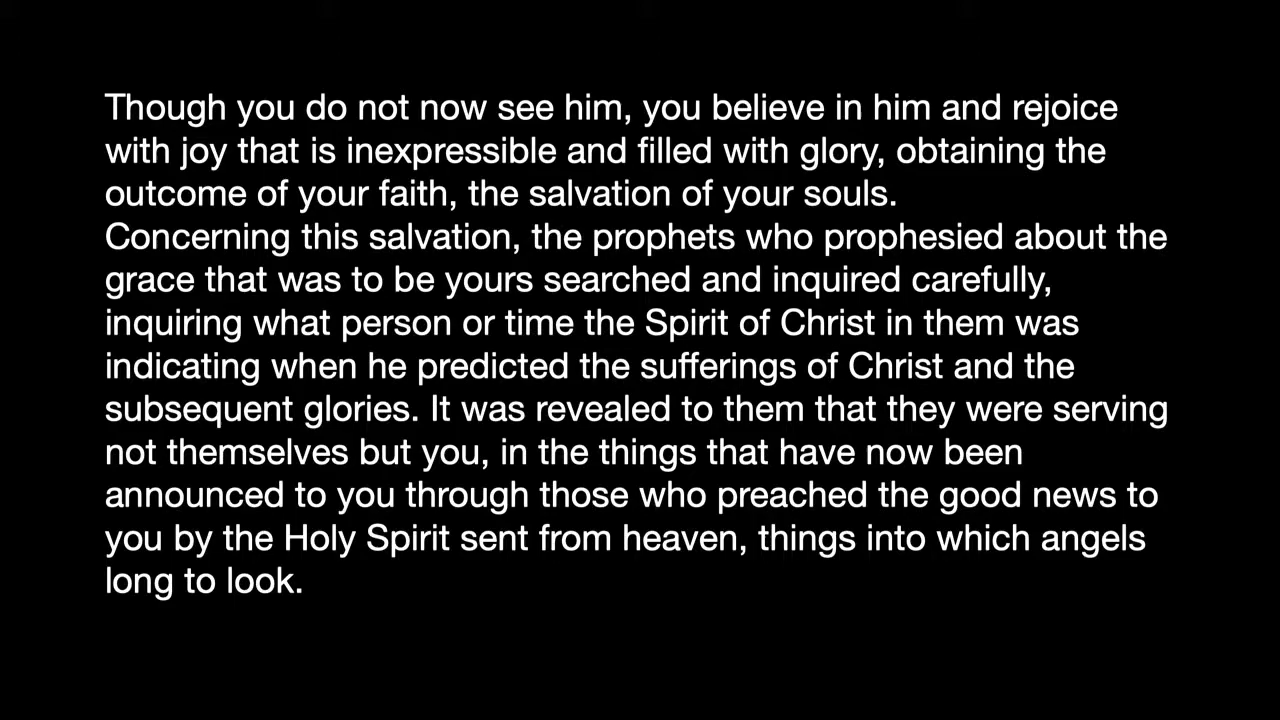 Though you do not now see him, you believe in him and rejoice
with joy that is inexpressible and filled with glory, obtaining the
outcome of your faith, the salvation of your souls.
Concerning this salvation, the prophets who prophesied about the
grace that was to be yours searched and inquired carefully,
inquiring what person or time the Spirit of Christ in them was
indicating when he predicted the sufferings of Christ and the
subsequent glories. It was revealed to them that they were serving
not themselves but you, in the things that have now been
announced to you through those who preached the good news to
you by the Holy Spirit sent from heaven, things into which angels
long to look.